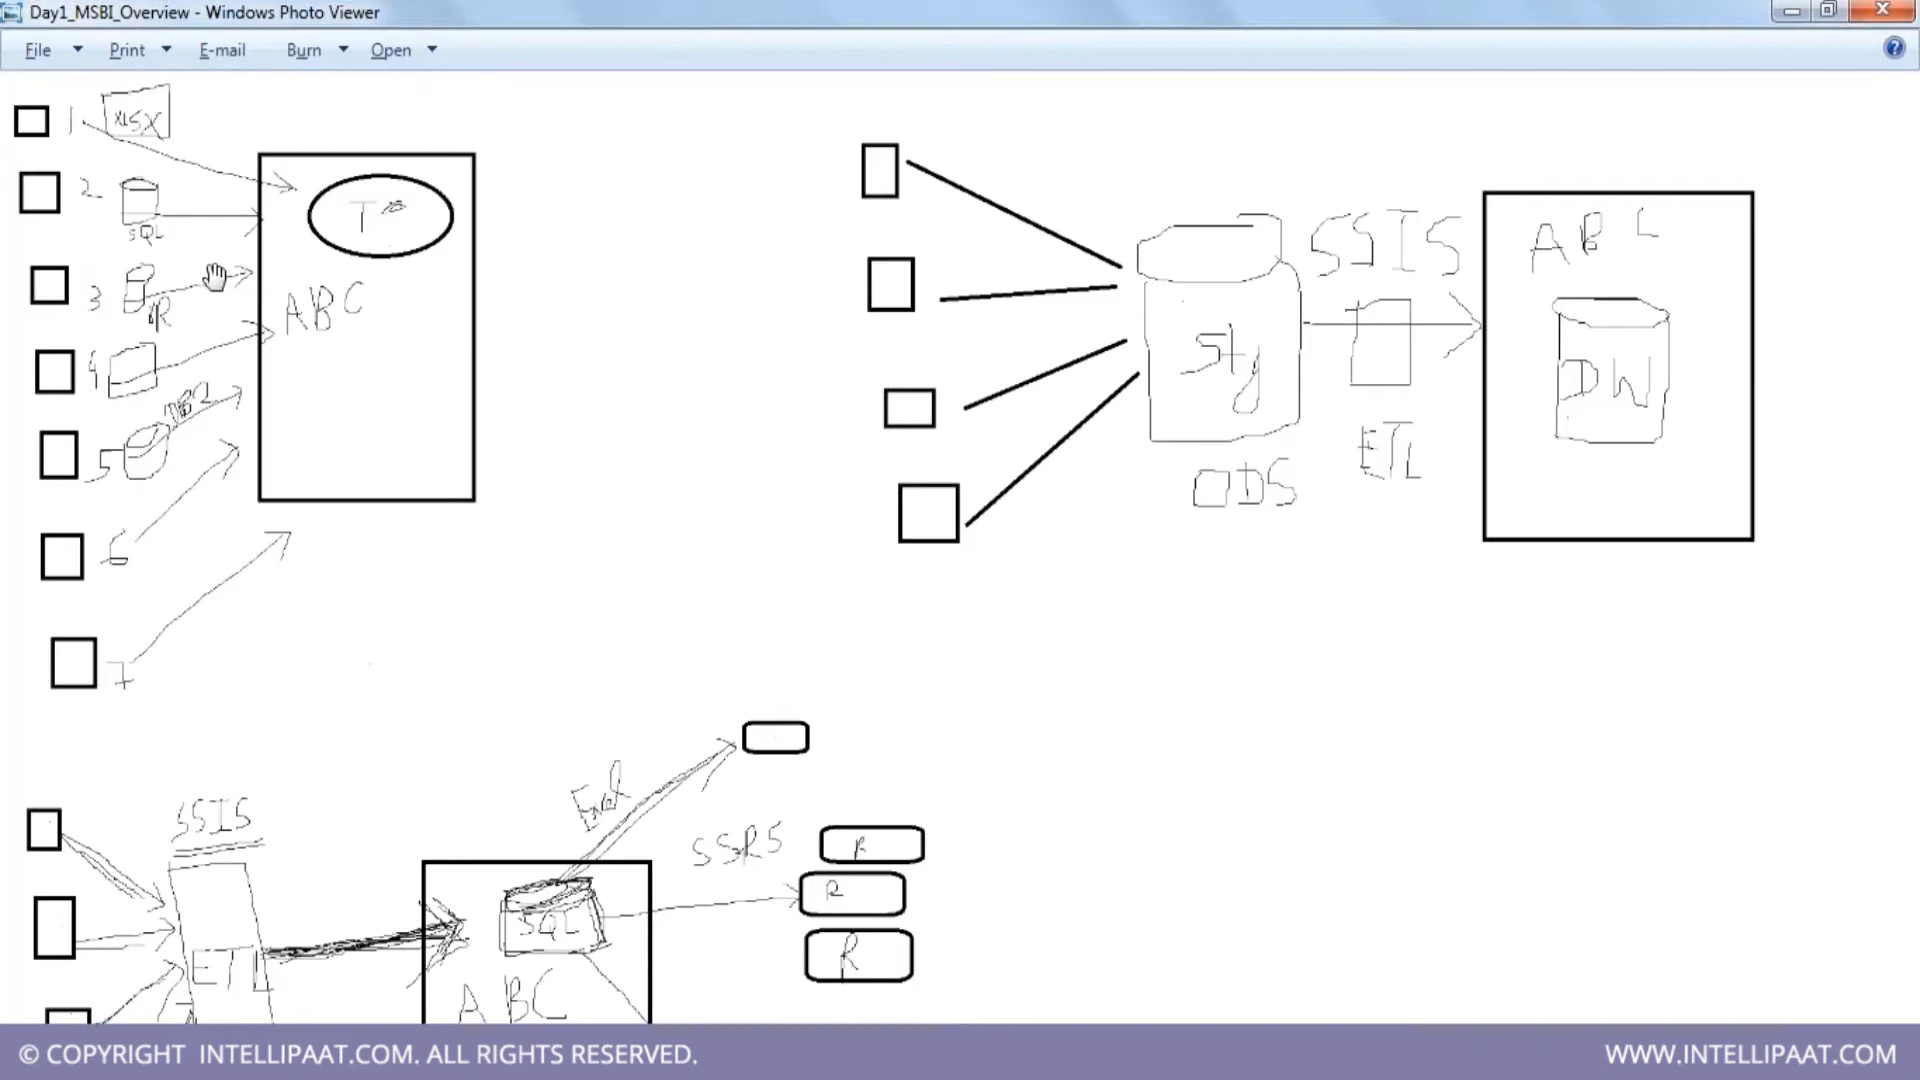 Day1_MSBI_Overview - Windows Photo Viewer
File Print E-mail Burn Open
1 XLSX
2
SQL
T
3
R
ABC
4
DB2
5
6
7
SSIS
ABC
Stg
DW
ETL
ODS
SSIS
Excel
SSRS
R
R
SQL
R
ETL
ABC
© COPYRIGHT INTELLIPAAT.COM. ALL RIGHTS RESERVED.
WWW.INTELLIPAAT.COM